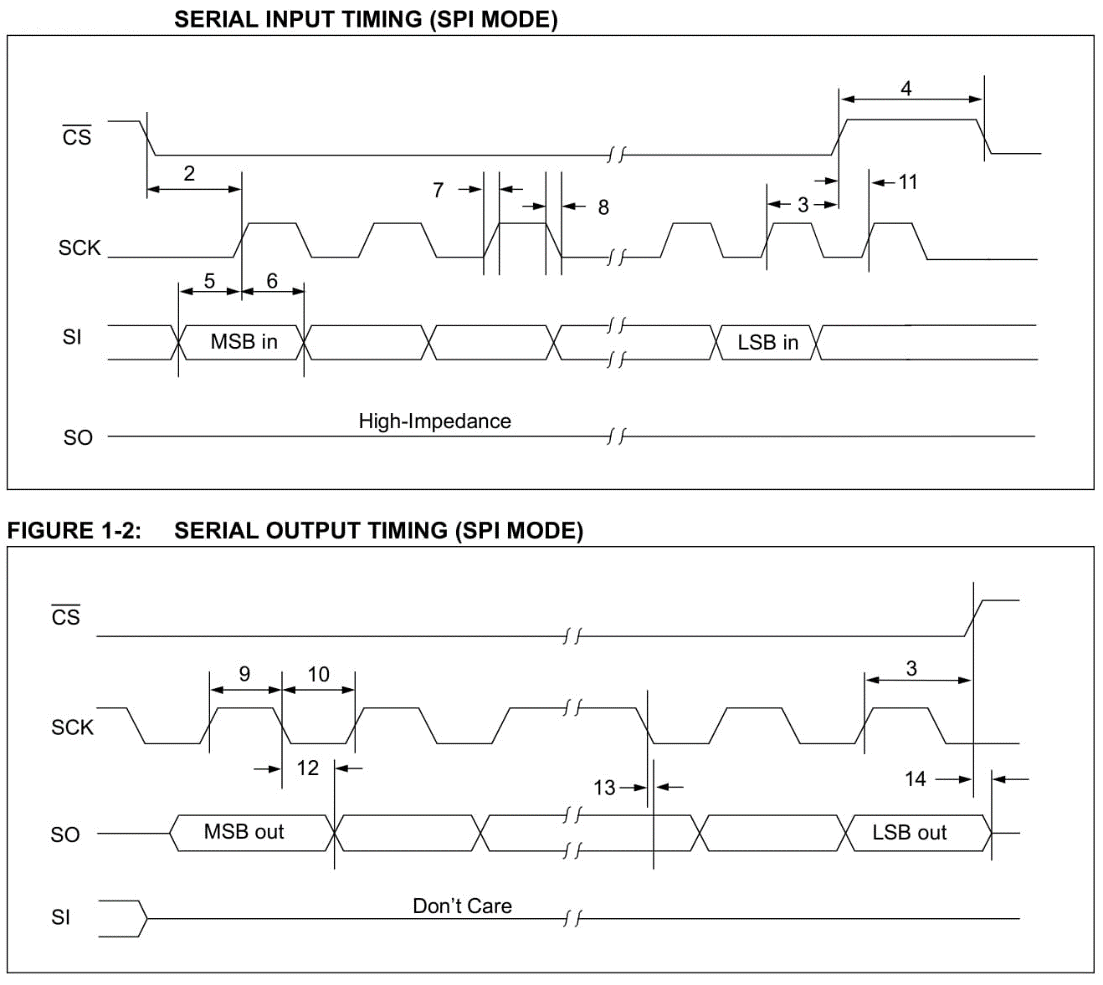 SERIAL INPUT TIMING (SPI MODE)
4
CS
2
7
8
3
11
SCK
5
6
SI
MSB in
LSB in
High-Impedance
SO
FIGURE 1-2: SERIAL OUTPUT TIMING (SPI MODE)
CS
9
10
3
SCK
12
13
14
SO
MSB out
LSB out
Don't Care
SI